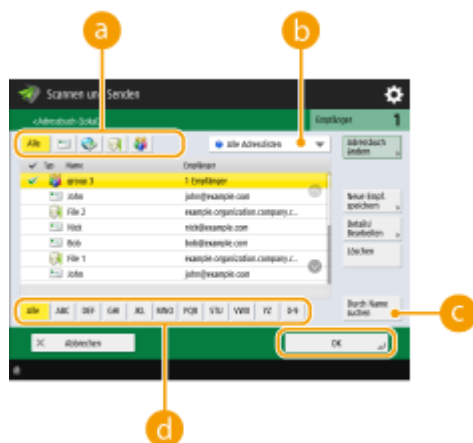 a
b
Scannen und Senden
<Adressbuch (Lokal)>
Empfänger 1
Alle
Alle Adresslisten
Adressbuch
ändern
Typ Name Empfänger
group 3 1 Empfänger
John john@example.com
File 2 example.organization.company.c...
Nick nick@example.com
Bob bob@example.com
File 1 example.organization.company.c...
John john@example.com
Neue Empf.
speichern
Details/
Bearbeiten
Löschen
Durch Name
suchen
c
Alle ABC DEF GHI JKL MNO PQR STU VWX YZ 0-9
Abbrechen
OK
d